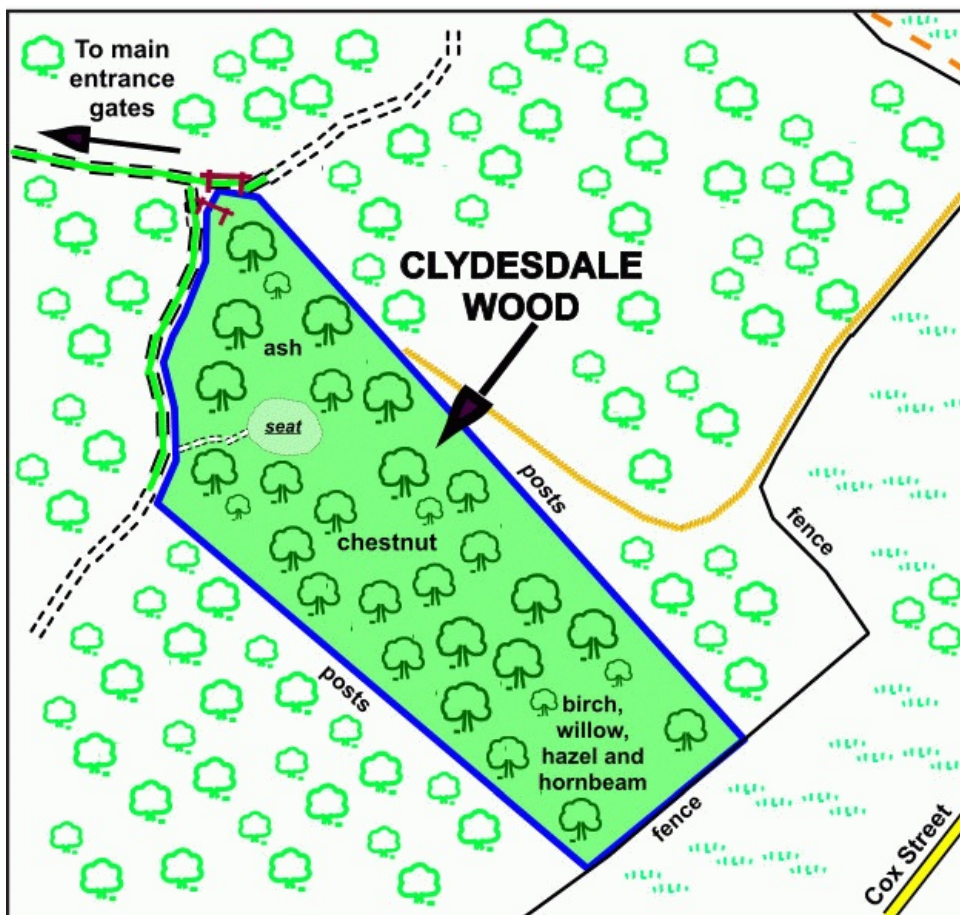 To main
entrance
gates
CLYDESDALE
WOOD
ash
seat
posts
chestnut
fence
posts
birch,
willow,
hazel and
hornbeam
fence
Cox Street